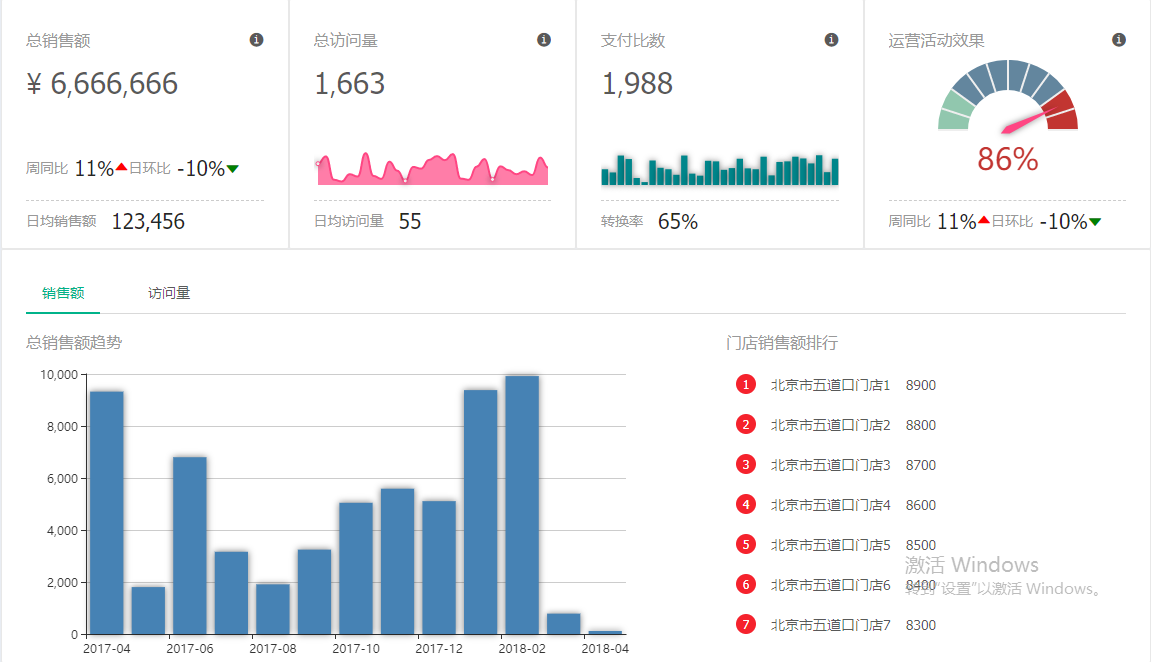 总销售额
¥ 6,666,666
周同比 11% 日环比 -10%
日均销售额 123,456
总访问量
1,663
日均访问量 55
支付比数
1,988
转换率 65%
运营活动效果
86%
周同比 11% 日环比 -10%
销售额 访问量
总销售额趋势
10,000
8,000
6,000
4,000
2,000
0
2017-04 2017-06 2017-08 2017-10 2017-12 2018-02 2018-04
门店销售额排行
1 北京市五道口门店1 8900
2 北京市五道口门店2 8800
3 北京市五道口门店3 8700
4 北京市五道口门店4 8600
5 北京市五道口门店5 8500
6 北京市五道口门店6 8400
7 北京市五道口门店7 8300
激活 Windows
转到"设置"以激活 Windows。